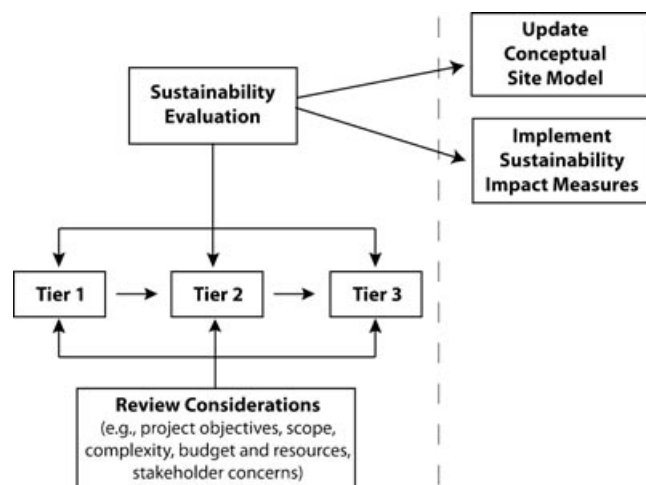 Update
Conceptual
Site Model
Sustainability
Evaluation
Implement
Sustainability
Impact Measures
Tier 1
Tier 2
Tier 3
Review Considerations
(e.g., project objectives, scope,
complexity, budget and resources,
stakeholder concerns)